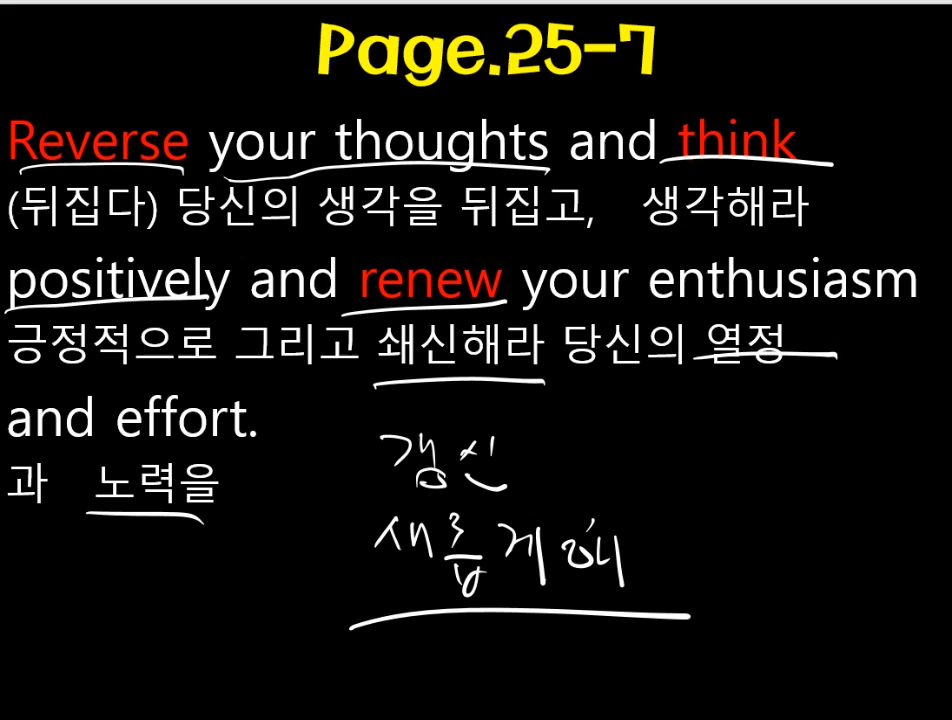 Page.25-7
Reverse your thoughts and think
(뒤집다) 당신의 생각을 뒤집고, 생각해라
positively and renew your enthusiasm
긍정적으로 그리고 쇄신해라 당신의 열정
and effort.
과 노력을
갱신
새롭게 해